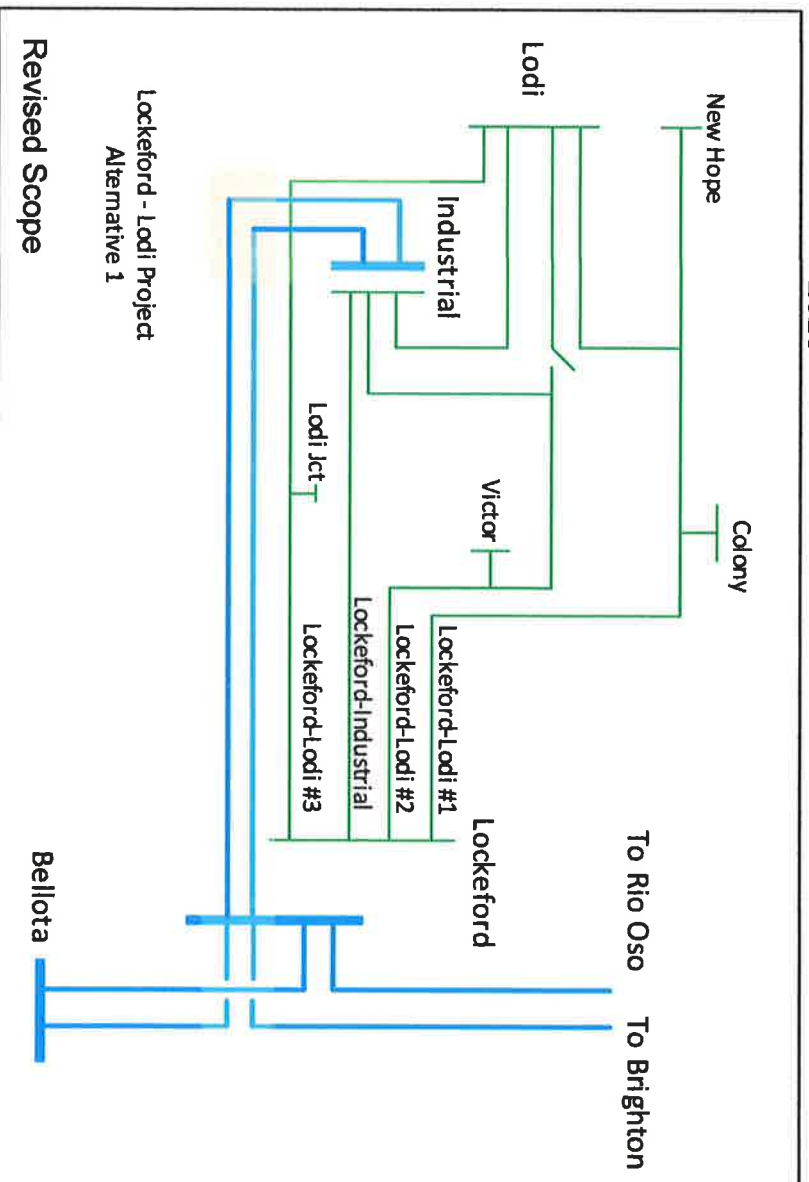 New Hope
Colony
Lodi
To Rio Oso
To Brighton
Industrial
Victor
Lockeford
Lockeford-Lodi #1
Lockeford-Lodi #2
Lockeford-Industrial
Lockeford-Lodi #3
Lodi Jct
Lockeford - Lodi Project
Alternative 1
Bellota
Revised Scope